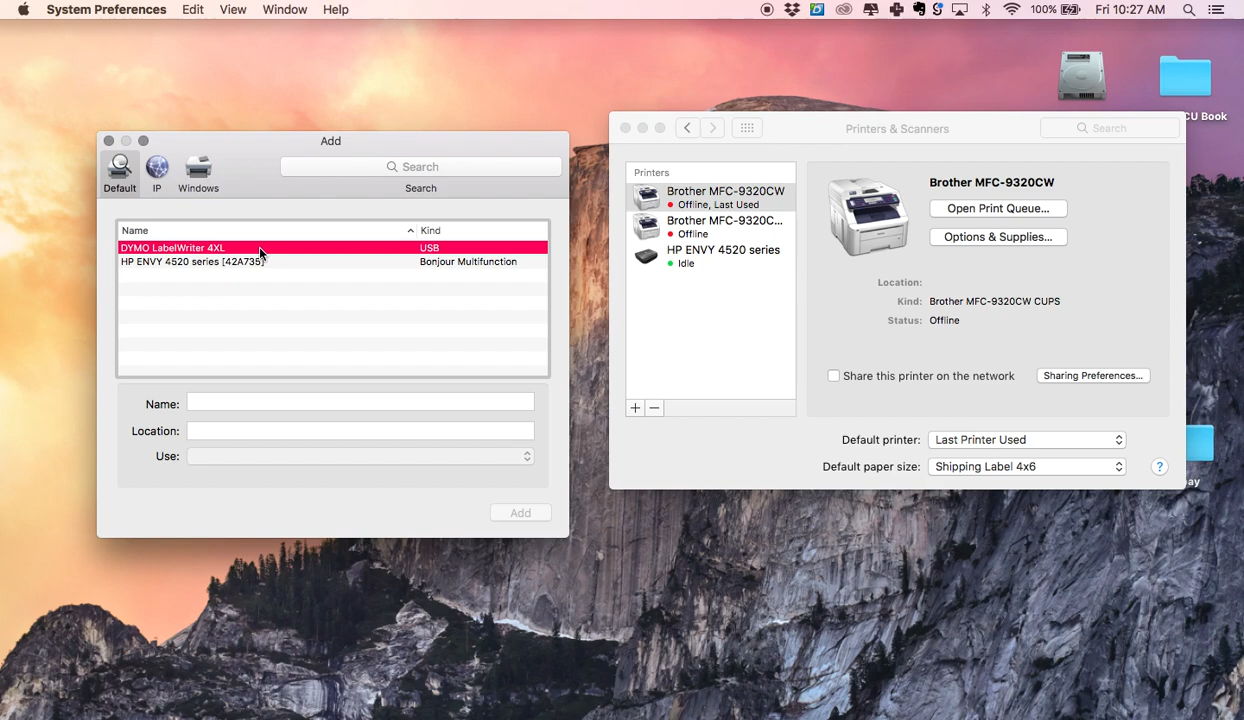 System Preferences Edit View Window Help
100% Fri 10:27 AM
CU Book
Add
Default IP Windows
Search
Search
Name Kind
DYMO LabelWriter 4XL USB
HP ENVY 4520 series [42A735] Bonjour Multifunction
Name:
Location:
Use:
Add
Printers & Scanners
Search
Printers
Brother MFC-9320CW
Offline, Last Used
Brother MFC-9320C...
Offline
HP ENVY 4520 series
Idle
+ −
Brother MFC-9320CW
Open Print Queue...
Options & Supplies...
Location:
Kind: Brother MFC-9320CW CUPS
Status: Offline
Share this printer on the network
Sharing Preferences...
Default printer: Last Printer Used
Default paper size: Shipping Label 4x6
?